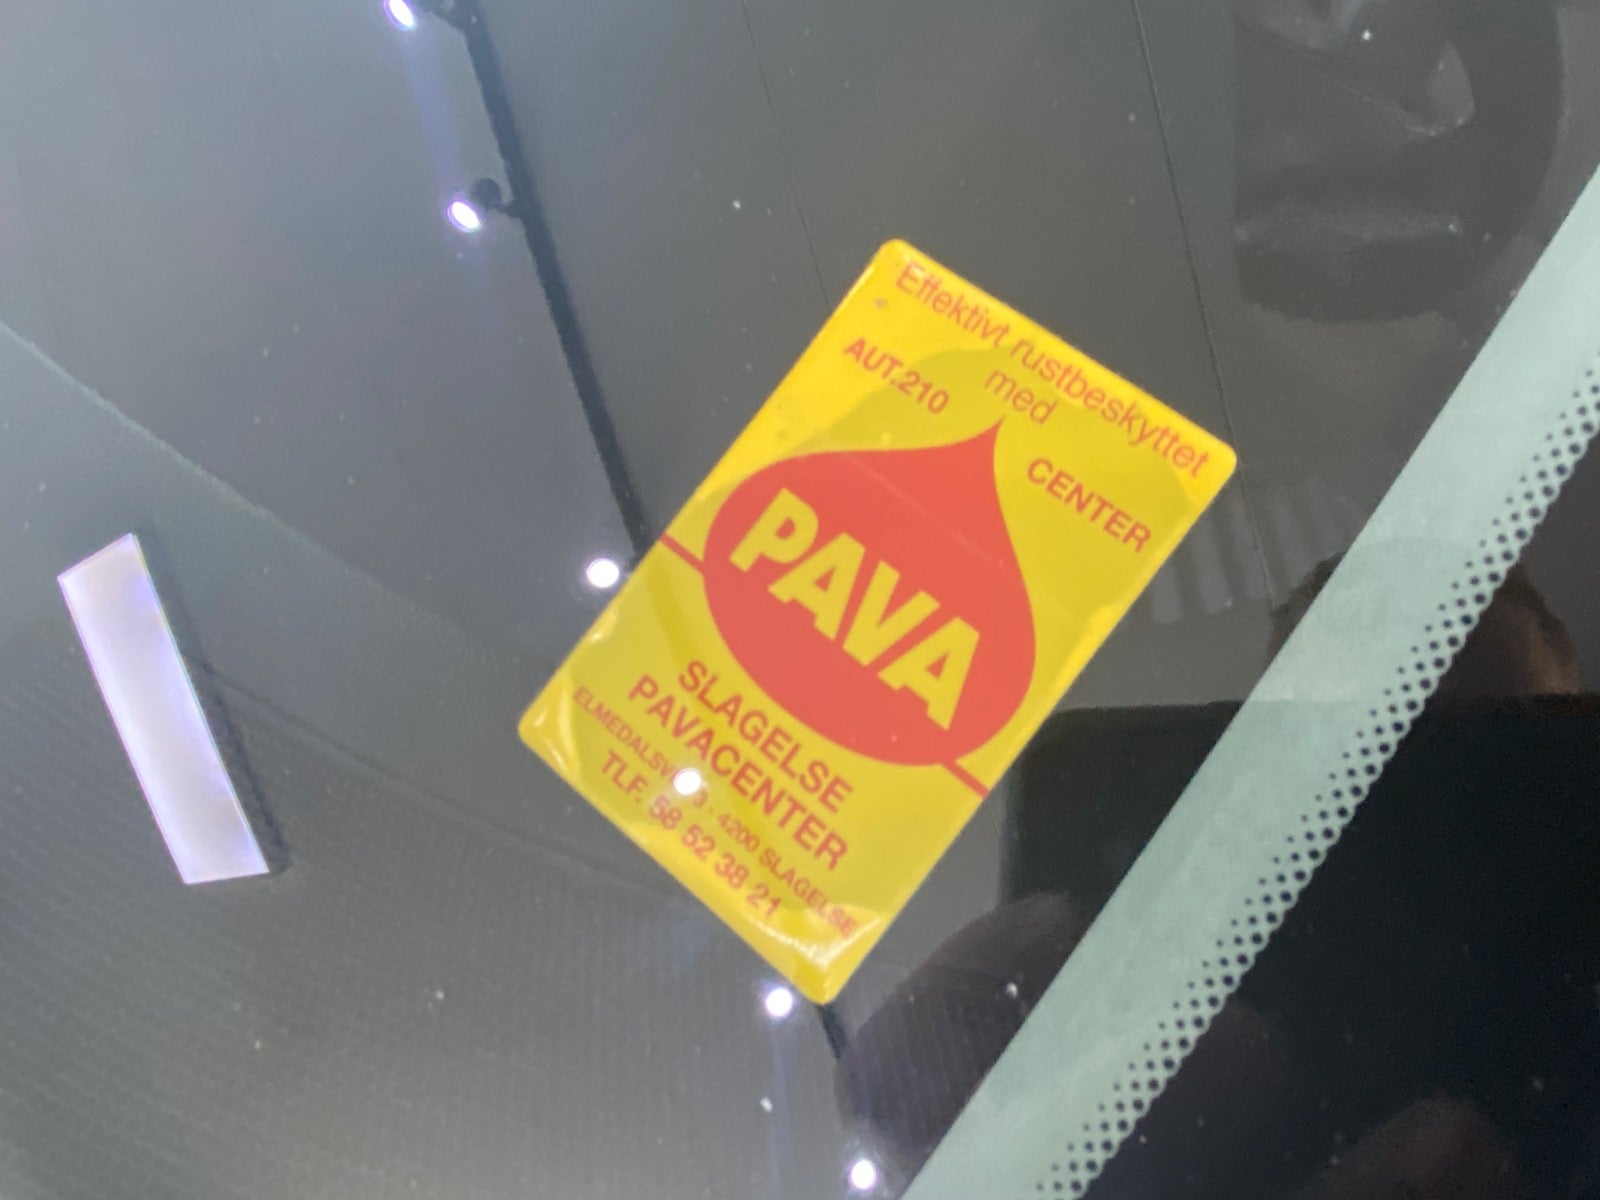 Effektivt rustbeskyttet
med
AUT.210 CENTER
PAVA
SLAGELSE
PAVACENTER
4200 SLAGELSE
TLF. 58 52 38 21